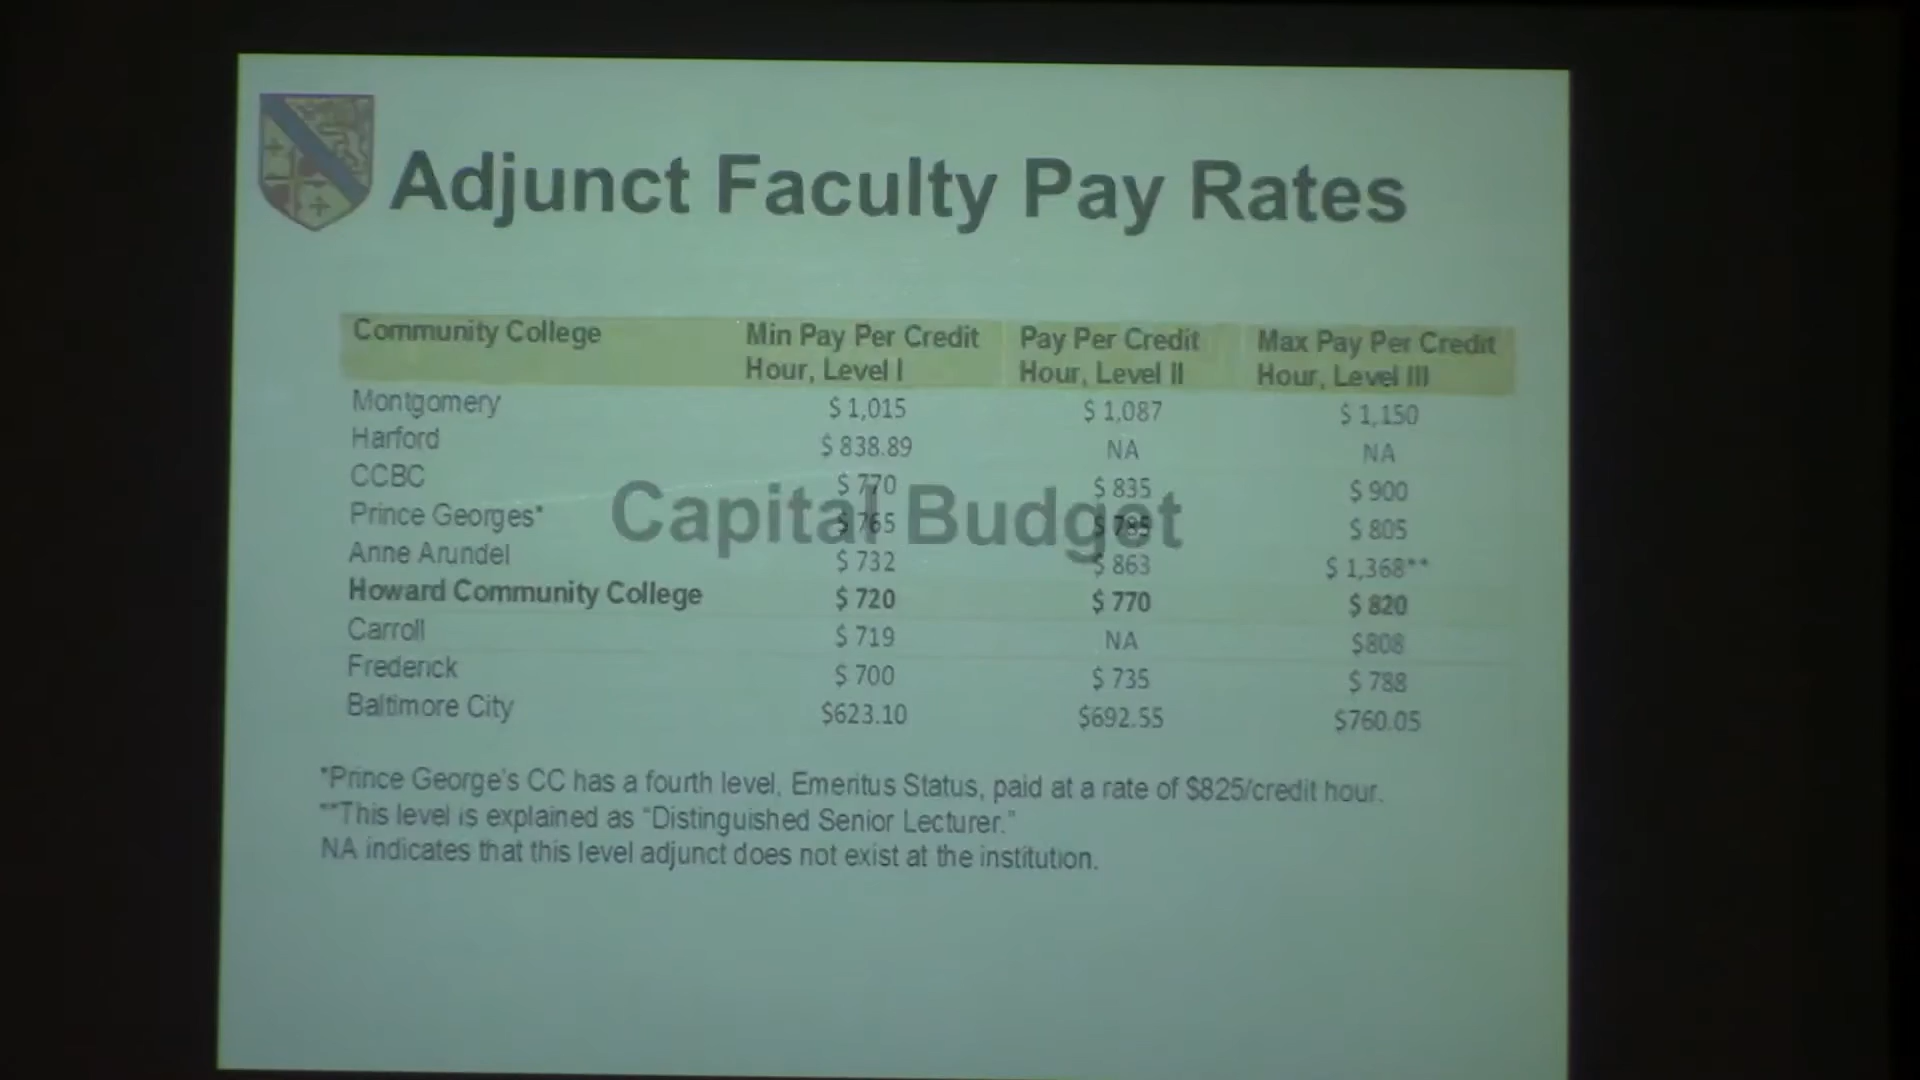 Adjunct Faculty Pay Rates
Community College Min Pay Per Credit Hour, Level I Pay Per Credit Hour, Level II Max Pay Per Credit Hour, Level III
Montgomery $ 1,015 $ 1,087 $ 1,150
Harford $ 838.89 NA NA
CCBC $ 770 $ 835 $ 900
Capital Budget
Prince Georges* $ 765 $ 785 $ 805
Anne Arundel $ 732 $ 863 $ 1,368**
Howard Community College $ 720 $ 770 $ 820
Carroll $ 719 NA $808
Frederick $ 700 $ 735 $ 788
Baltimore City $623.10 $692.55 $760.05
*Prince George's CC has a fourth level, Emeritus Status, paid at a rate of $825/credit hour.
**This level is explained as "Distinguished Senior Lecturer."
NA indicates that this level adjunct does not exist at the institution.